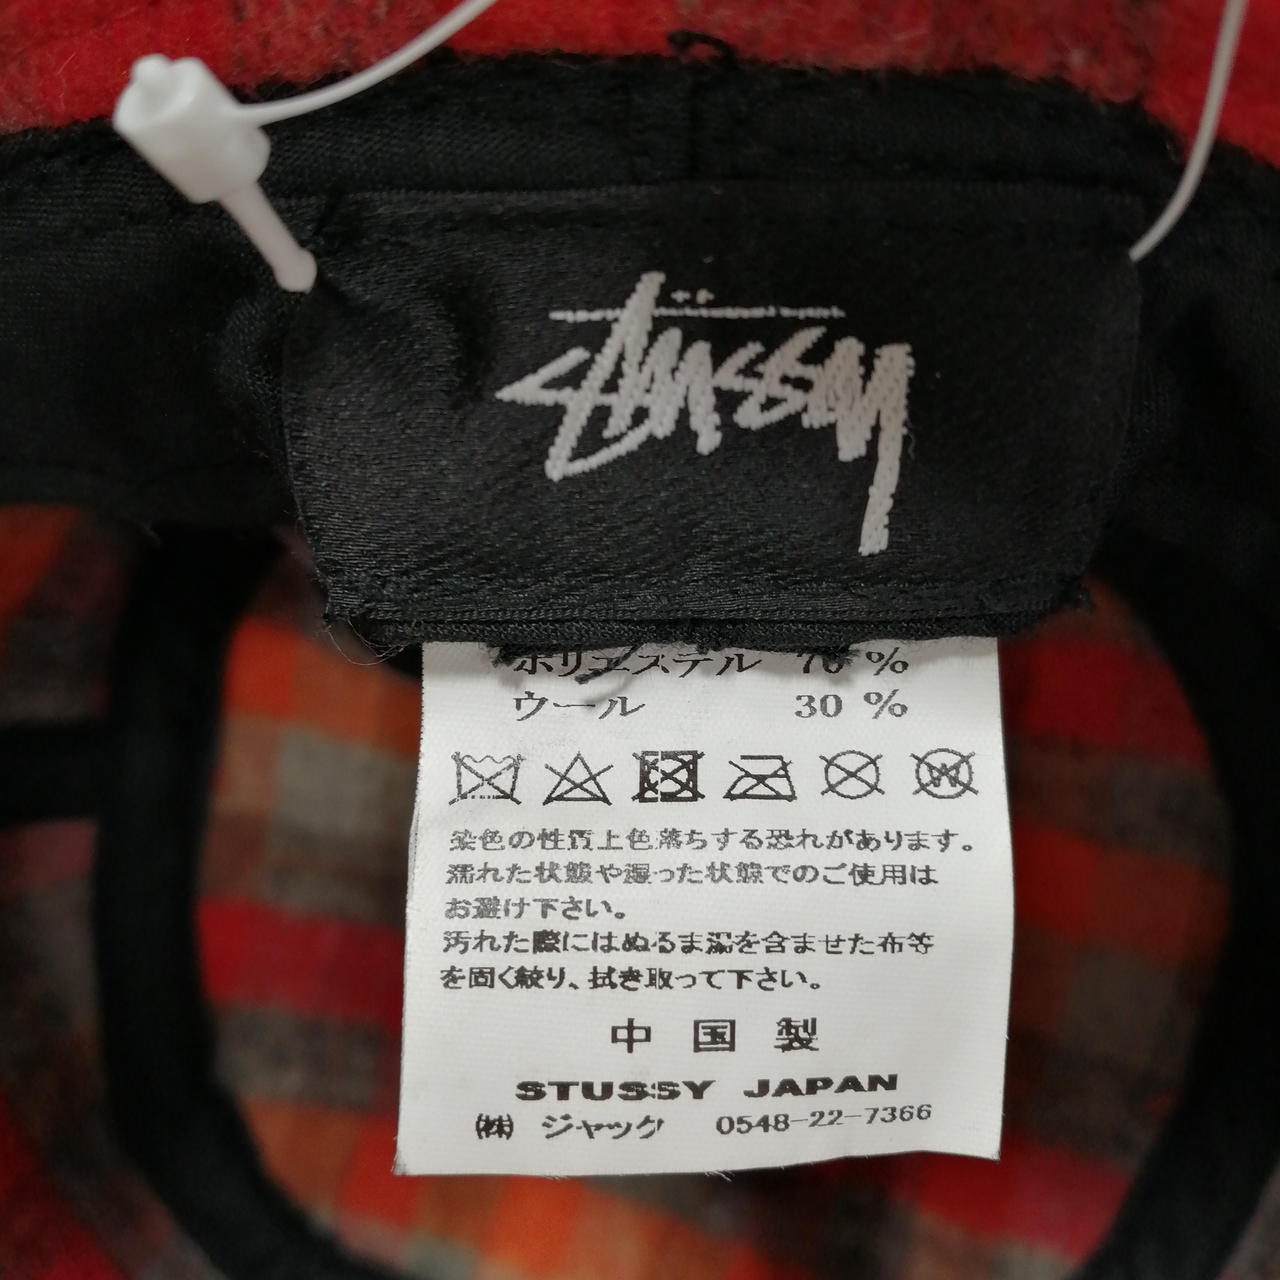 STÜSSY
ポリエステル 70 %
ウール 30 %
染色の性質上色落ちする恐れがあります。
濡れた状態や湿った状態でのご使用は
お避け下さい。
汚れた際にはぬるま湯を含ませた布等
を固く絞り、拭き取って下さい。
中国製
STUSSY JAPAN
㈱ ジャック 0548-22-7366